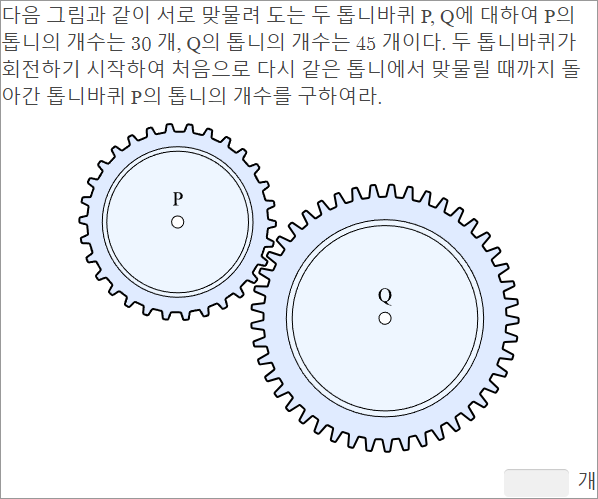 다음 그림과 같이 서로 맞물려 도는 두 톱니바퀴 P, Q에 대하여 P의
톱니의 개수는 30 개, Q의 톱니의 개수는 45 개이다. 두 톱니바퀴가
회전하기 시작하여 처음으로 다시 같은 톱니에서 맞물릴 때까지 돌
아간 톱니바퀴 P의 톱니의 개수를 구하여라.
P
Q
개